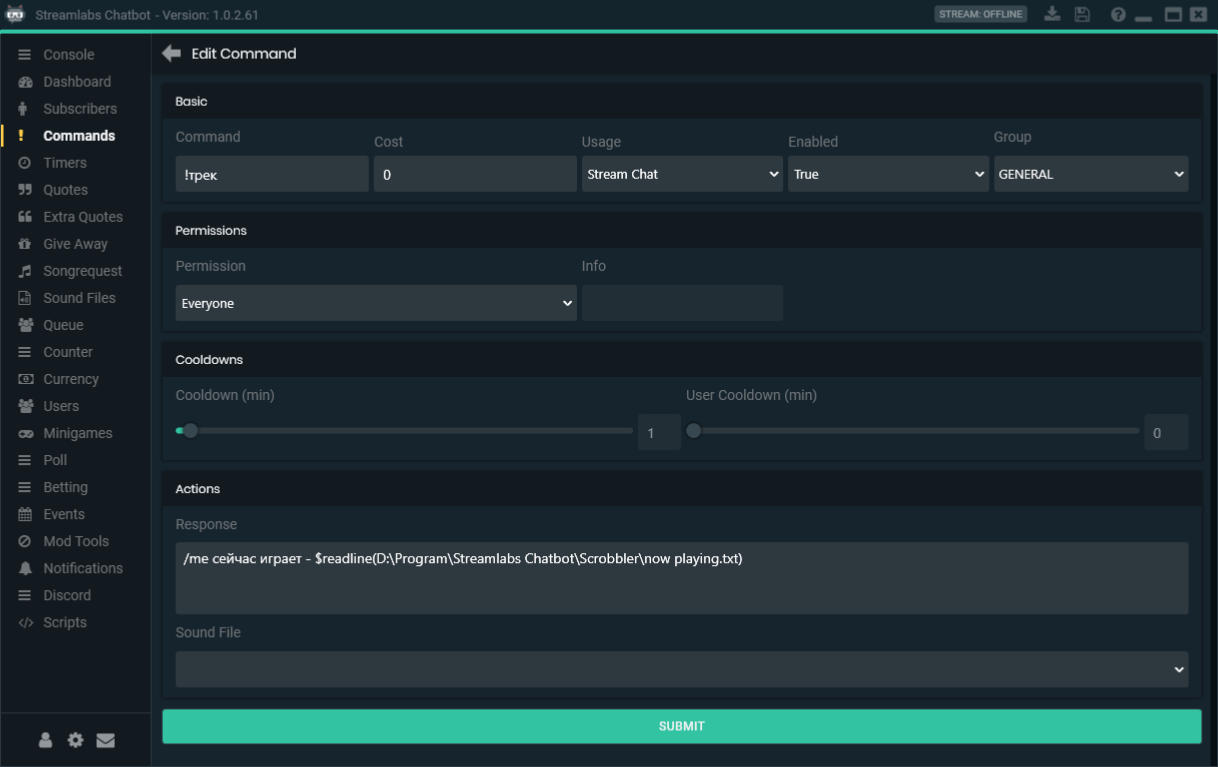 Streamlabs Chatbot - Version: 1.0.2.61
STREAM: OFFLINE
Console
Dashboard
Subscribers
Commands
Timers
Quotes
Extra Quotes
Give Away
Songrequest
Sound Files
Queue
Counter
Currency
Users
Minigames
Poll
Betting
Events
Mod Tools
Notifications
Discord
Scripts
Edit Command
Basic
Command Cost Usage Enabled Group
!трек 0 Stream Chat True GENERAL
Permissions
Permission Info
Everyone
Cooldowns
Cooldown (min) User Cooldown (min)
1 0
Actions
Response
/me сейчас играет - $readline(D:\Program\Streamlabs Chatbot\Scrobbler\now playing.txt)
Sound File
SUBMIT